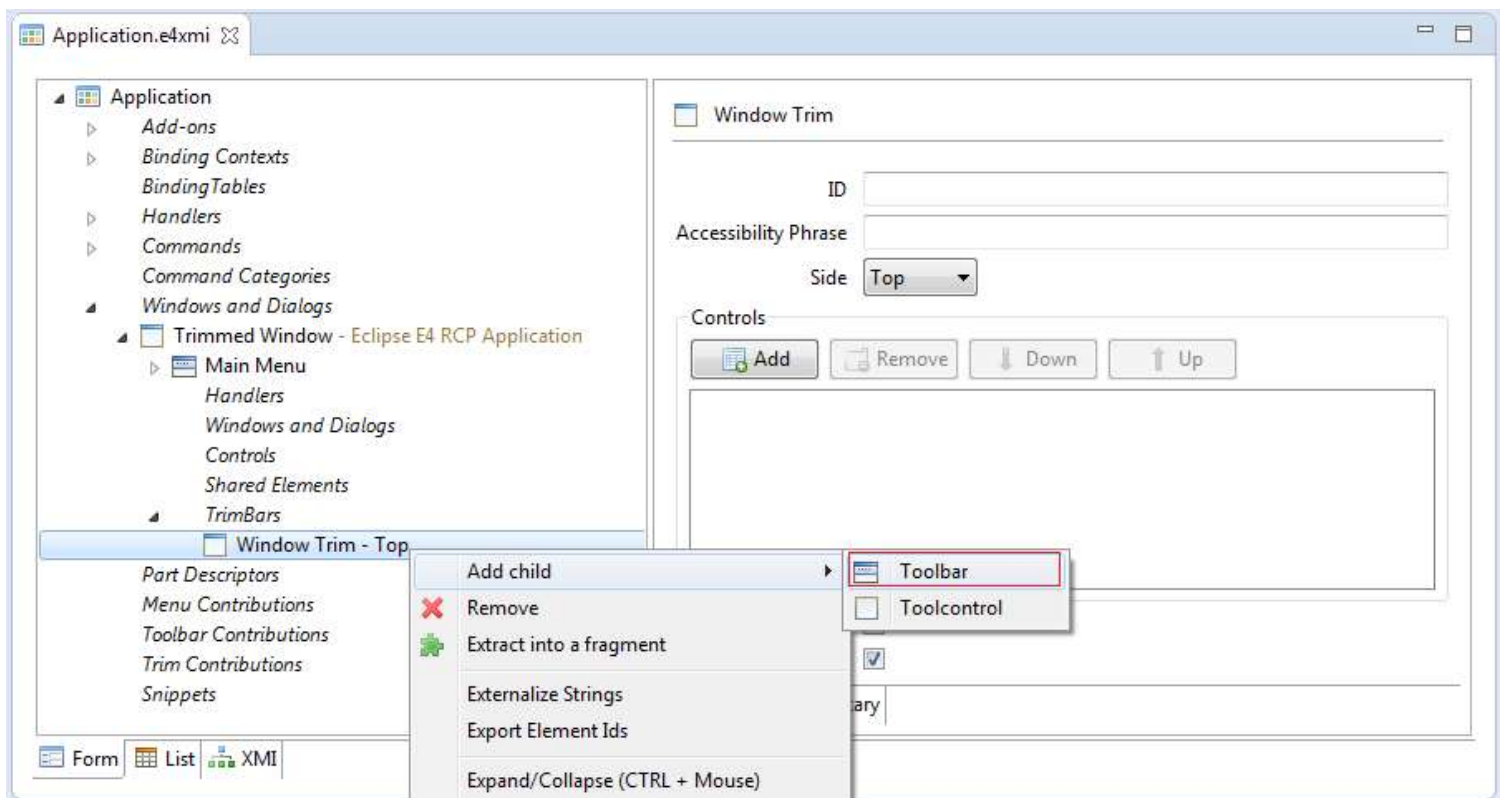 Application.e4xmi
Application
Add-ons
Binding Contexts
BindingTables
Handlers
Commands
Command Categories
Windows and Dialogs
Trimmed Window - Eclipse E4 RCP Application
Main Menu
Handlers
Windows and Dialogs
Controls
Shared Elements
TrimBars
Window Trim - Top
Part Descriptors
Menu Contributions
Toolbar Contributions
Trim Contributions
Snippets
Form List XMI
Window Trim
ID
Accessibility Phrase
Side Top
Controls
Add Remove Down Up
ary
Add child
Remove
Extract into a fragment
Externalize Strings
Export Element Ids
Expand/Collapse (CTRL + Mouse)
Toolbar
Toolcontrol